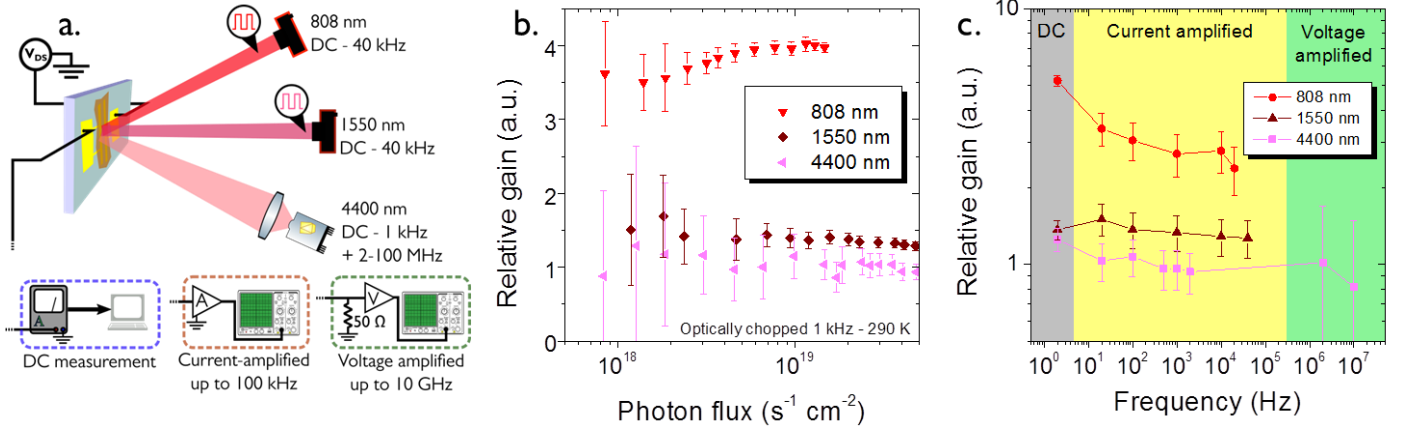 a.
V_DS
808 nm
DC - 40 kHz
1550 nm
DC - 40 kHz
4400 nm
DC - 1 kHz
+ 2-100 MHz
A
DC measurement
A
Current-amplified
up to 100 kHz
V
50 Ω
Voltage amplified
up to 10 GHz
b.
Relative gain (a.u.)
4
3
2
1
0
808 nm
1550 nm
4400 nm
Optically chopped 1 kHz - 290 K
10^18
10^19
Photon flux (s^-1 cm^-2)
c.
Relative gain (a.u.)
10
1
DC
Current amplified
Voltage
amplified
808 nm
1550 nm
4400 nm
10^0
10^1
10^2
10^3
10^4
10^5
10^6
10^7
Frequency (Hz)